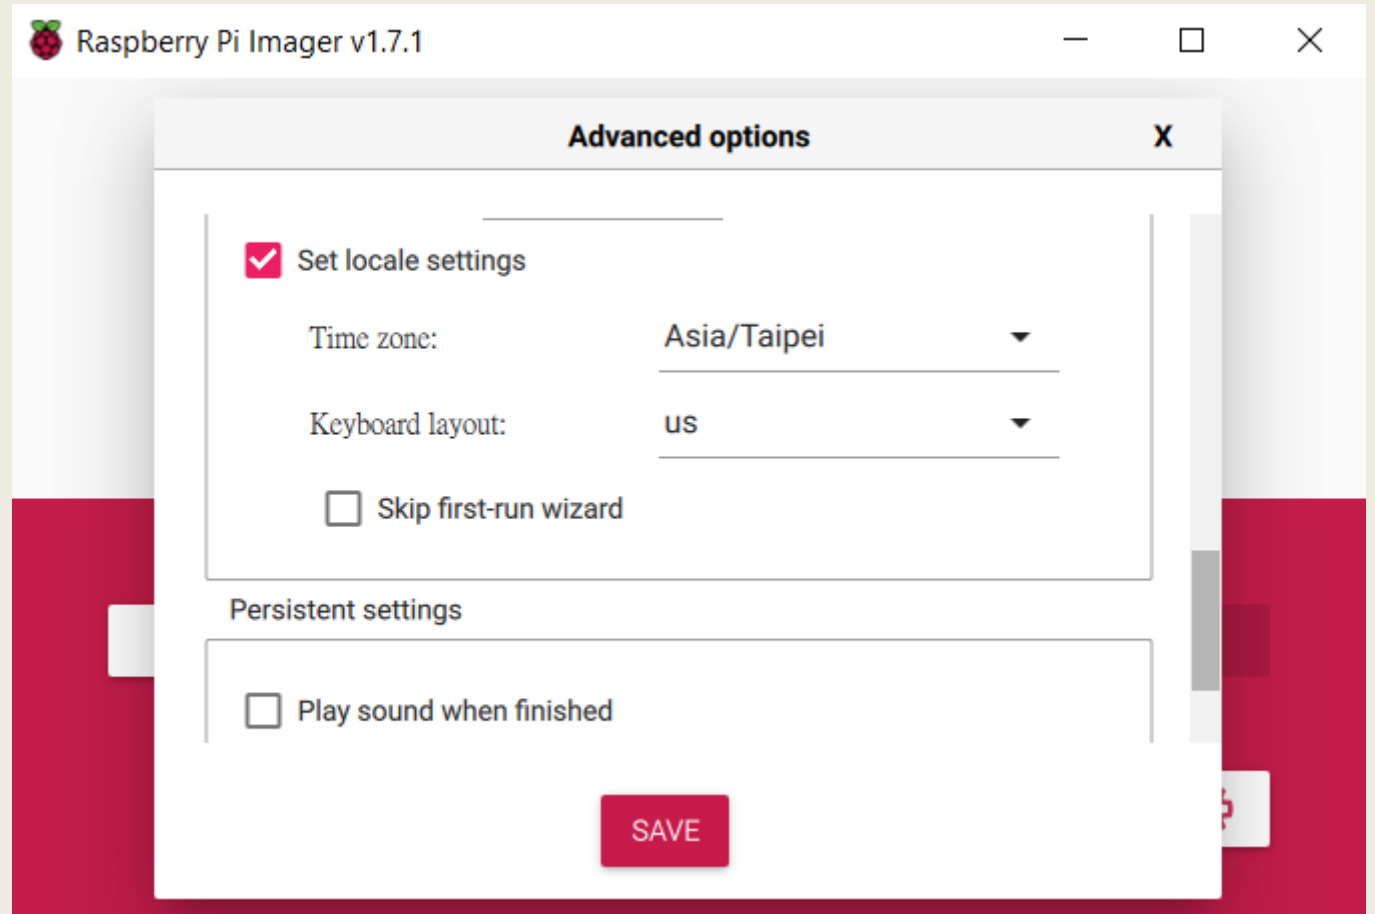 Raspberry Pi Imager v1.7.1
Advanced options X
Set locale settings
Time zone: Asia/Taipei
Keyboard layout: us
Skip first-run wizard
Persistent settings
Play sound when finished
SAVE